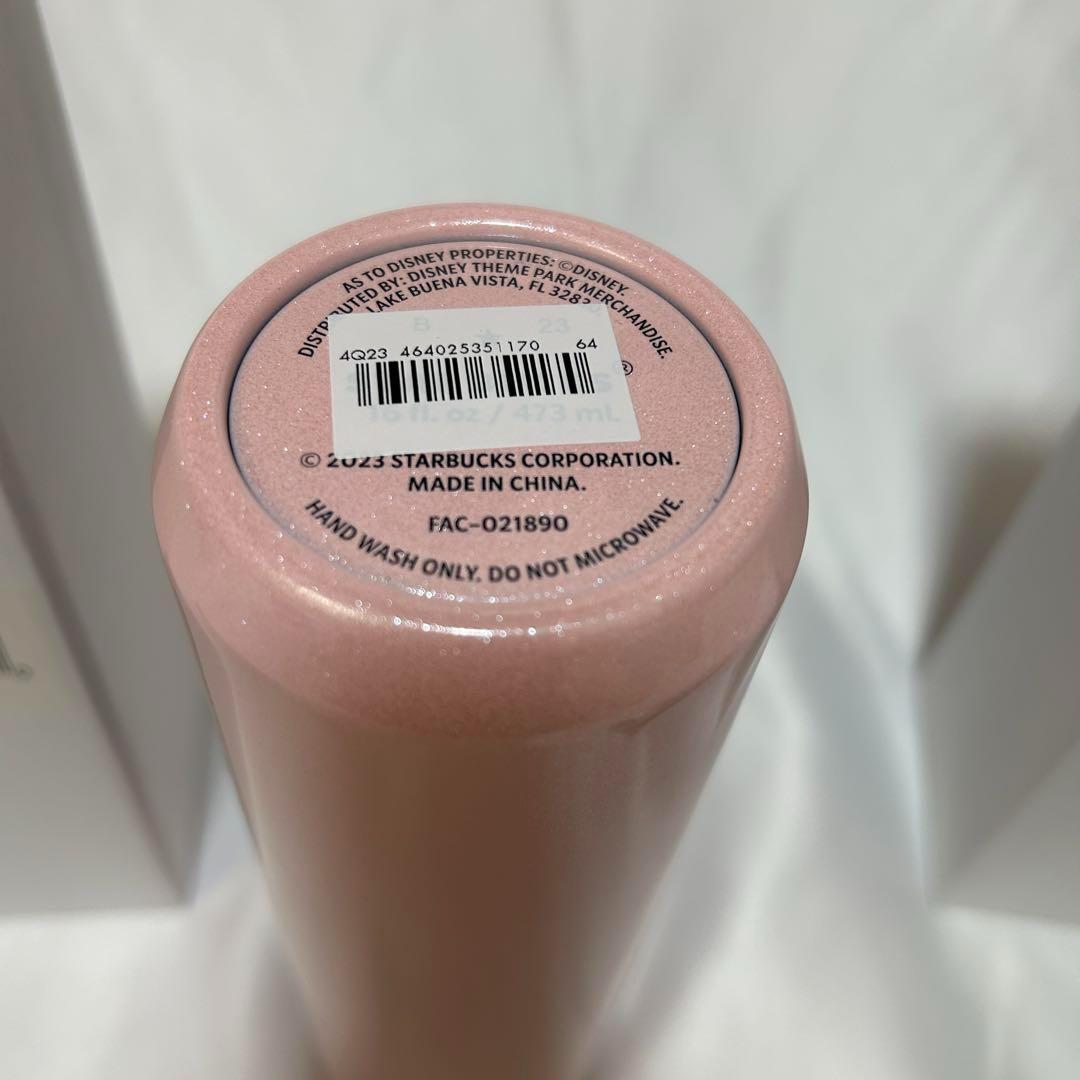 AS TO DISNEY PROPERTIES: ©DISNEY.
DISTRIBUTED BY: DISNEY THEME PARK MERCHANDISE.
LAKE BUENA VISTA, FL
B 23
4Q23 464025351170 64
®
16 fl. oz / 473 mL
© 2023 STARBUCKS CORPORATION.
MADE IN CHINA.
FAC-021890
HAND WASH ONLY. DO NOT MICROWAVE.